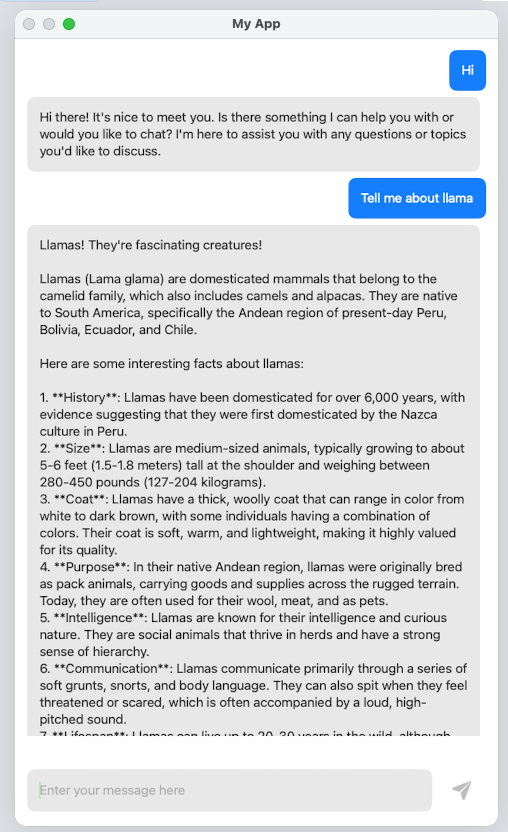 My App
Hi
Hi there! It's nice to meet you. Is there something I can help you with or
would you like to chat? I'm here to assist you with any questions or topics
you'd like to discuss.
Tell me about llama
Llamas! They're fascinating creatures!
Llamas (Lama glama) are domesticated mammals that belong to the
camelid family, which also includes camels and alpacas. They are native
to South America, specifically the Andean region of present-day Peru,
Bolivia, Ecuador, and Chile.
Here are some interesting facts about llamas:
1. **History**: Llamas have been domesticated for over 6,000 years, with
evidence suggesting that they were first domesticated by the Nazca
culture in Peru.
2. **Size**: Llamas are medium-sized animals, typically growing to about
5-6 feet (1.5-1.8 meters) tall at the shoulder and weighing between
280-450 pounds (127-204 kilograms).
3. **Coat**: Llamas have a thick, woolly coat that can range in color from
white to dark brown, with some individuals having a combination of
colors. Their coat is soft, warm, and lightweight, making it highly valued
for its quality.
4. **Purpose**: In their native Andean region, llamas were originally bred
as pack animals, carrying goods and supplies across the rugged terrain.
Today, they are often used for their wool, meat, and as pets.
5. **Intelligence**: Llamas are known for their intelligence and curious
nature. They are social animals that thrive in herds and have a strong
sense of hierarchy.
6. **Communication**: Llamas communicate primarily through a series of
soft grunts, snorts, and body language. They can also spit when they feel
threatened or scared, which is often accompanied by a loud, high-
pitched sound.
7. **Lifespan**: Llamas can live up to 20-30 years in the wild, although
Enter your message here